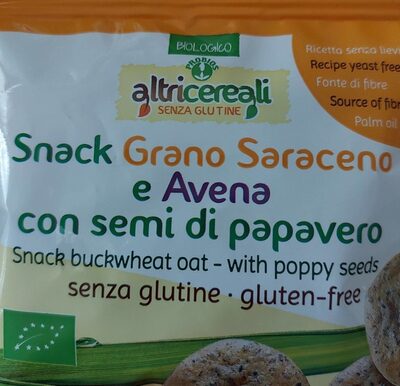 BIOLOGICO
PROBIOS
altricereali
SENZA GLUTINE
Ricetta senza lievi
Recipe yeast free
Fonte di fibre
Source of fibr
Palm oil
Snack Grano Saraceno
e Avena
con semi di papavero
Snack buckwheat oat - with poppy seeds
senza glutine · gluten-free